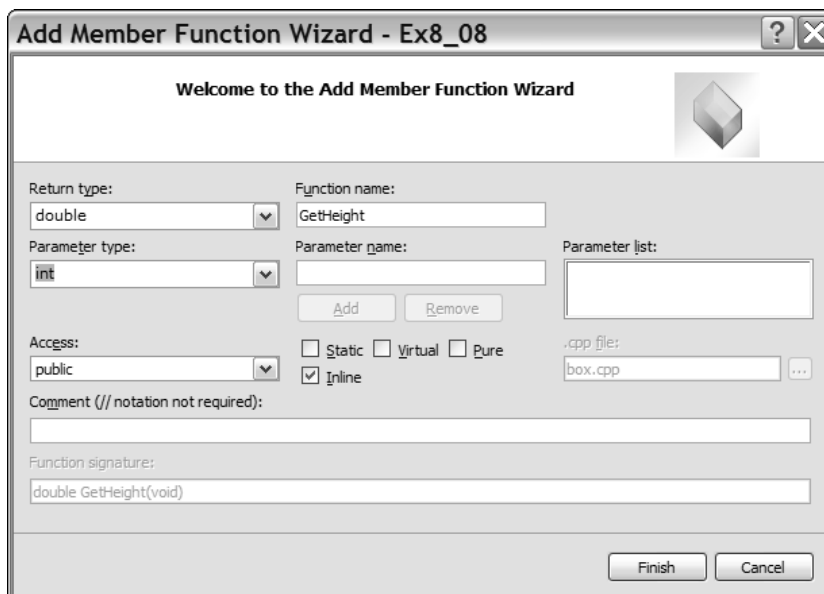 Add Member Function Wizard - Ex8_08
Welcome to the Add Member Function Wizard
Return type: Function name:
double GetHeight
Parameter type: Parameter name: Parameter list:
int
Add Remove
Access: Static Virtual Pure .cpp file:
public Inline box.cpp ...
Comment (// notation not required):
Function signature:
double GetHeight(void)
Finish Cancel